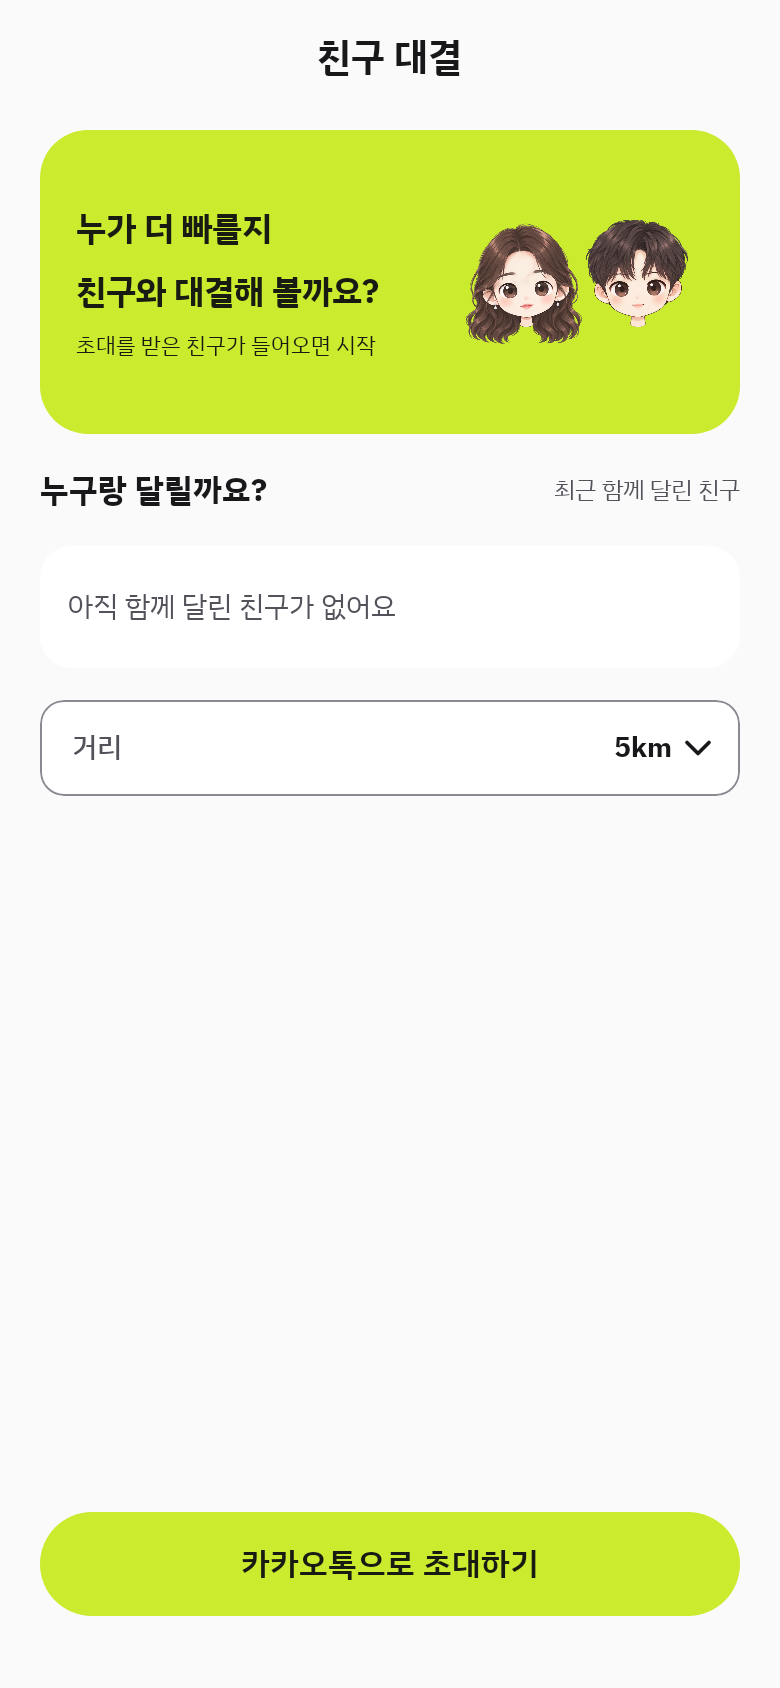 친구 대결
누가 더 빠를지
친구와 대결해 볼까요?
초대를 받은 친구가 들어오면 시작
누구랑 달릴까요?
최근 함께 달린 친구
아직 함께 달린 친구가 없어요
거리
5km
카카오톡으로 초대하기